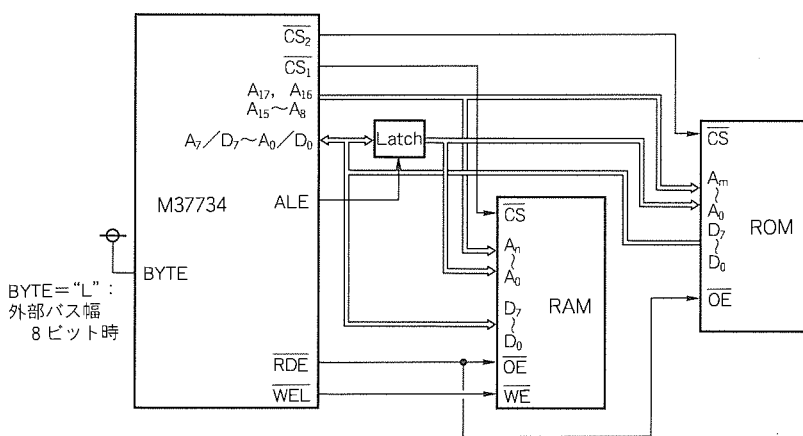 M37734
BYTE
BYTE="L":
外部バス幅
8ビット時
CS₂
CS₁
A₁₇, A₁₆
A₁₅~A₈
A₇/D₇~A₀/D₀
ALE
RDE
WEL
Latch
CS
Aₙ
~
A₀
D₇
~
D₀
OE
WE
RAM
CS
Aₘ
~
A₀
D₇
~
D₀
OE
ROM